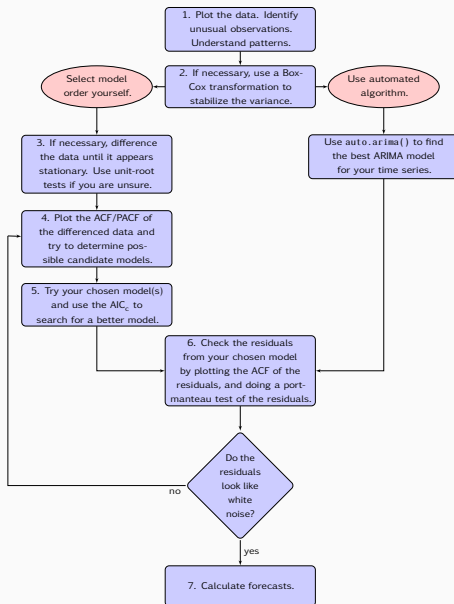 1. Plot the data. Identify
unusual observations.
Understand patterns.
Select model
order yourself.
2. If necessary, use a Box-
Cox transformation to
stabilize the variance.
Use automated
algorithm.
3. If necessary, difference
the data until it appears
stationary. Use unit-root
tests if you are unsure.
Use auto.arima() to find
the best ARIMA model
for your time series.
4. Plot the ACF/PACF of
the differenced data and
try to determine pos-
sible candidate models.
5. Try your chosen model(s)
and use the AICc to
search for a better model.
6. Check the residuals
from your chosen model
by plotting the ACF of the
residuals, and doing a port-
manteau test of the residuals.
Do the
residuals
look like
white
noise?
no
yes
7. Calculate forecasts.